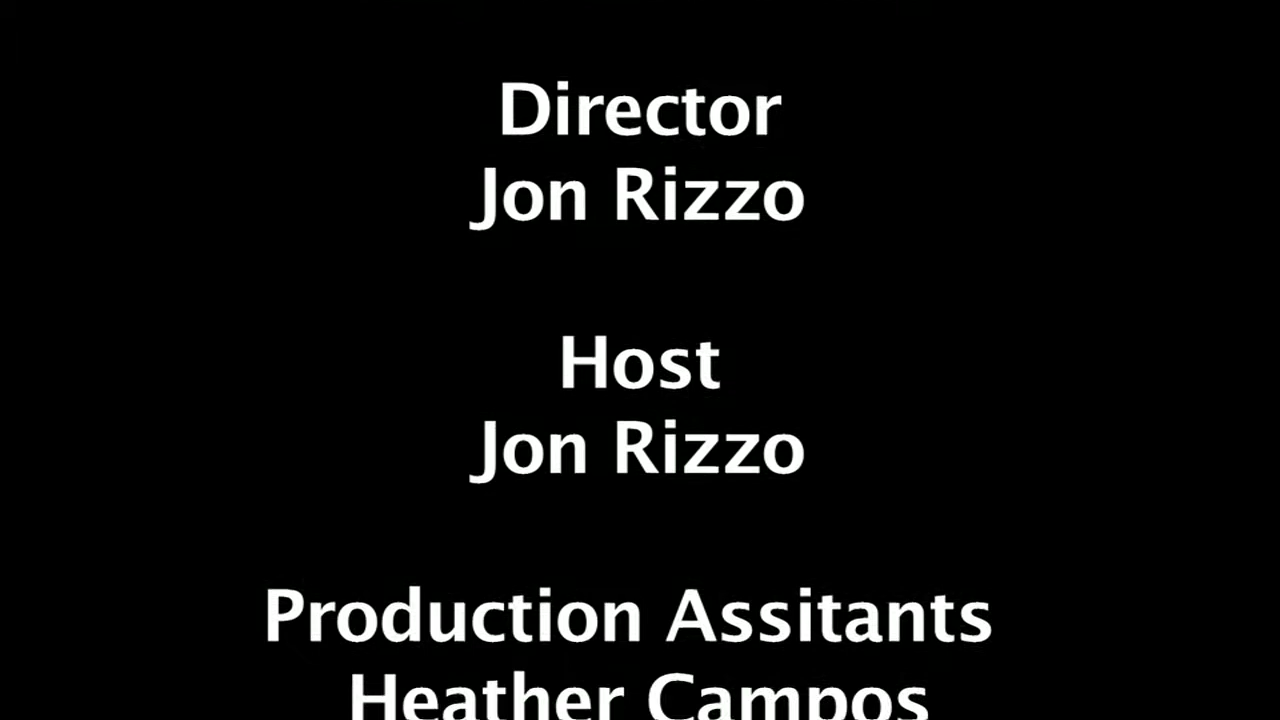 Director
Jon Rizzo
Host
Jon Rizzo
Production Assitants
Heather Campos